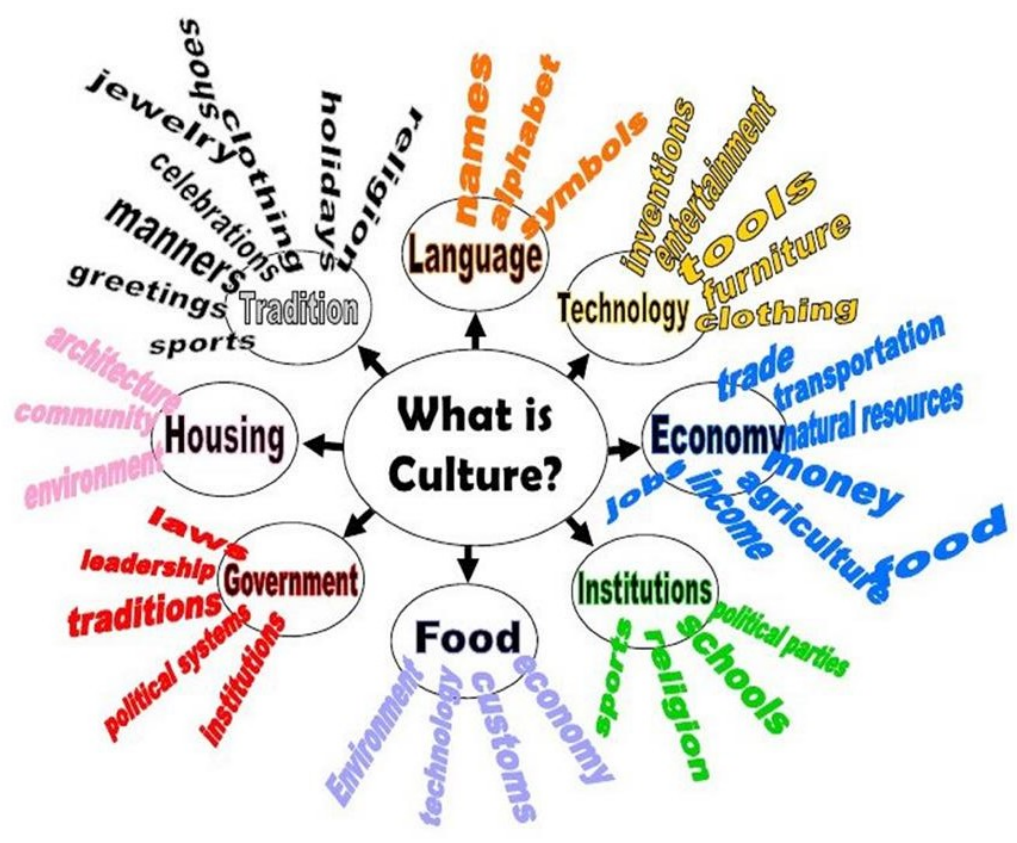 What is
Culture?
Language
names
alphabet
symbols
Technology
inventions
entertainment
tools
furniture
clothing
Economy
trade
transportation
natural resources
money
food
agriculture
income
jobs
Institutions
political parties
schools
religion
sports
Food
economy
customs
technology
Environment
Government
institutions
political systems
traditions
leadership
laws
Housing
environment
community
architecture
Tradition
sports
greetings
manners
celebrations
jewelry
shoes
clothing
holidays
religion